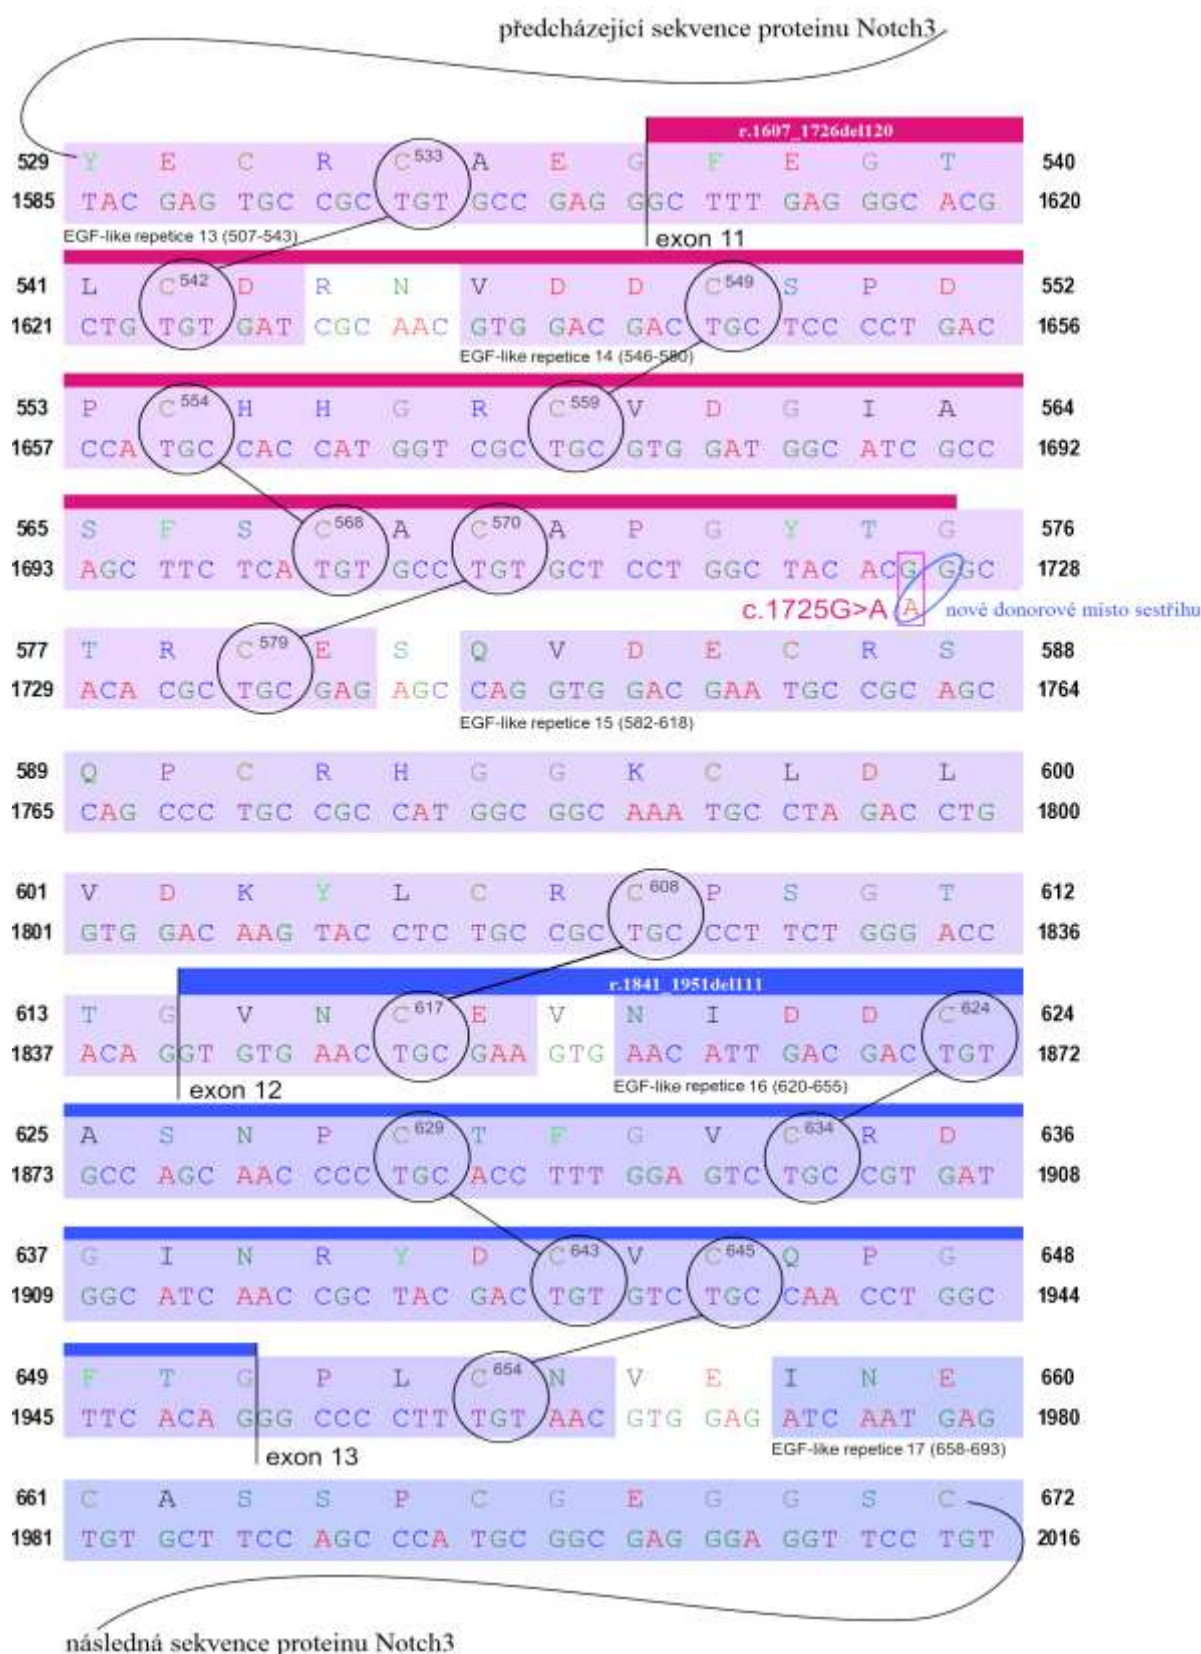 předcházející sekvence proteinu Notch3
r.1607_1726del120
529 Y E C R C533 A E G F E G T 540
1585 TAC GAG TGC CGC TGT GCC GAG GGC TTT GAG GGC ACG 1620
EGF-like repetice 13 (507-543)
exon 11
541 L C542 D R N V D D C549 S P D 552
1621 CTG TGT GAT CGC AAC GTG GAC GAC TGC TCC CCT GAC 1656
EGF-like repetice 14 (546-580)
553 P C554 H H G R C559 V D G I A 564
1657 CCA TGC CAC CAT GGT CGC TGC GTG GAT GGC ATC GCC 1692
565 S F S C568 A C570 A P G Y T G 576
1693 AGC TTC TCA TGT GCC TGT GCT CCT GGC TAC ACG GGC 1728
c.1725G>A A nové donorové místo sestřihu
577 T R C579 E S Q V D E C R S 588
1729 ACA CGC TGC GAG AGC CAG GTG GAC GAA TGC CGC AGC 1764
EGF-like repetice 15 (582-618)
589 Q P C R H G G K C L D L 600
1765 CAG CCC TGC CGC CAT GGC GGC AAA TGC CTA GAC CTG 1800
601 V D K Y L C R C608 P S G T 612
1801 GTG GAC AAG TAC CTC TGC CGC TGC CCT TCT GGG ACC 1836
r.1841_1951del111
613 T G V N C617 E V N I D D C624 624
1837 ACA GGT GTG AAC TGC GAA GTG AAC ATT GAC GAC TGT 1872
exon 12
EGF-like repetice 16 (620-655)
625 A S N P C629 T F G V C634 R D 636
1873 GCC AGC AAC CCC TGC ACC TTT GGA GTC TGC CGT GAT 1908
637 G I N R Y D C643 V C645 Q P G 648
1909 GGC ATC AAC CGC TAC GAC TGT GTC TGC CAA CCT GGC 1944
649 F T G P L C654 N V E I N E 660
1945 TTC ACA GGG CCC CTT TGT AAC GTG GAG ATC AAT GAG 1980
exon 13
EGF-like repetice 17 (658-693)
661 C A S S P C G E G G S C 672
1981 TGT GCT TCC AGC CCA TGC GGC GAG GGA GGT TCC TGT 2016
následná sekvence proteinu Notch3